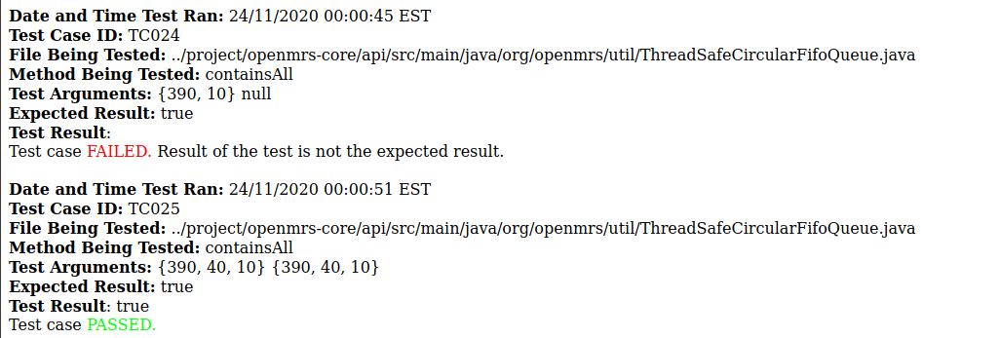 Date and Time Test Ran: 24/11/2020 00:00:45 EST
Test Case ID: TC024
File Being Tested: ../project/openmrs-core/api/src/main/java/org/openmrs/util/ThreadSafeCircularFifoQueue.java
Method Being Tested: containsAll
Test Arguments: {390, 10} null
Expected Result: true
Test Result:
Test case FAILED. Result of the test is not the expected result.
Date and Time Test Ran: 24/11/2020 00:00:51 EST
Test Case ID: TC025
File Being Tested: ../project/openmrs-core/api/src/main/java/org/openmrs/util/ThreadSafeCircularFifoQueue.java
Method Being Tested: containsAll
Test Arguments: {390, 40, 10} {390, 40, 10}
Expected Result: true
Test Result: true
Test case PASSED.